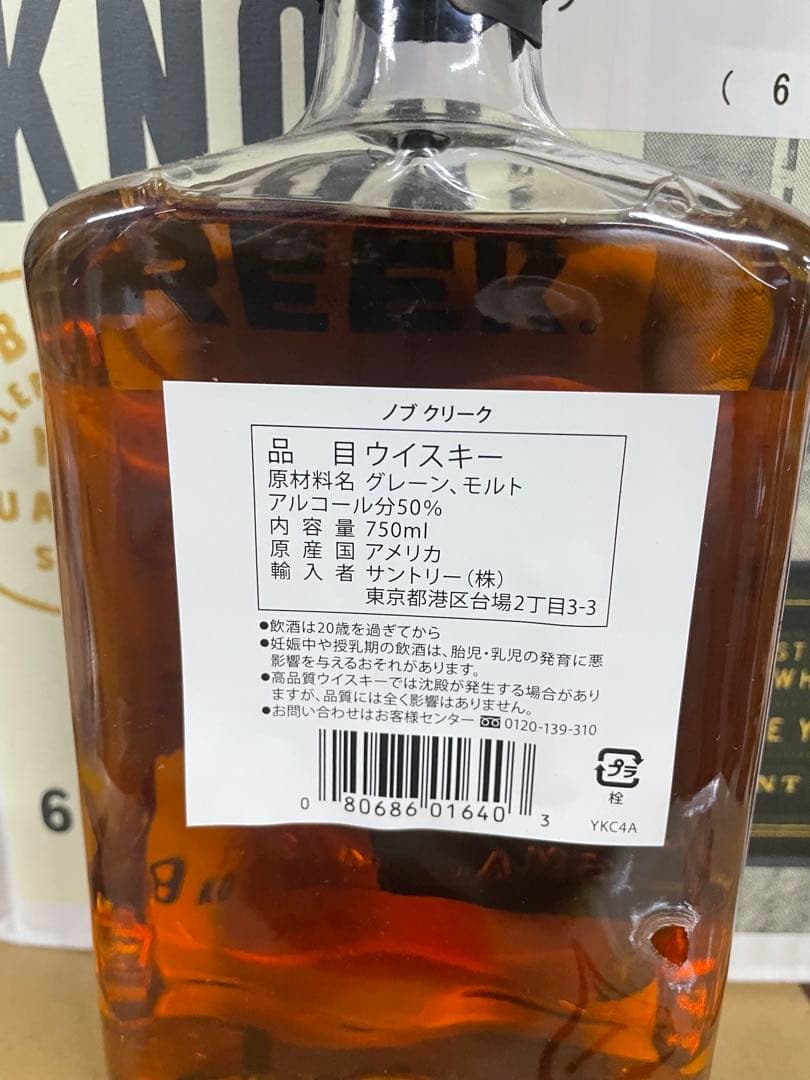 KNO
( 6
REEK.
ノブ クリーク
品 目 ウイスキー
原材料名 グレーン、モルト
アルコール分50%
内 容 量 750ml
原 産 国 アメリカ
輸 入 者 サントリー(株)
東京都港区台場2丁目3-3
●飲酒は20歳を過ぎてから
●妊娠中や授乳期の飲酒は、胎児・乳児の発育に悪
影響を与えるおそれがあります。
●高品質ウイスキーでは沈殿が発生する場合があり
ますが、品質には全く影響はありません。
●お問い合わせはお客様センター 0120-139-310
0 80686 01640 3
プラ
栓
YKC4A
6